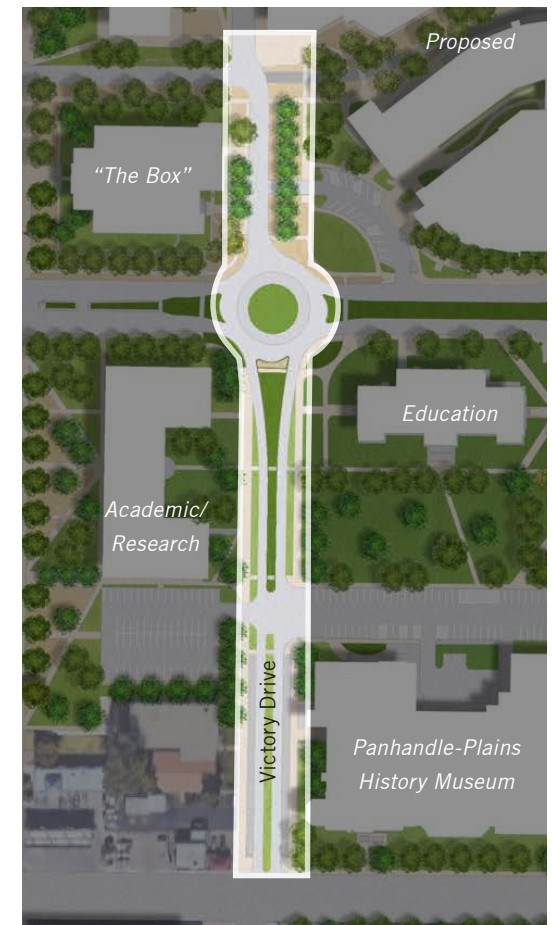 Proposed
“The Box”
Education
Academic/
Research
Victory Drive
Panhandle-Plains
History Museum